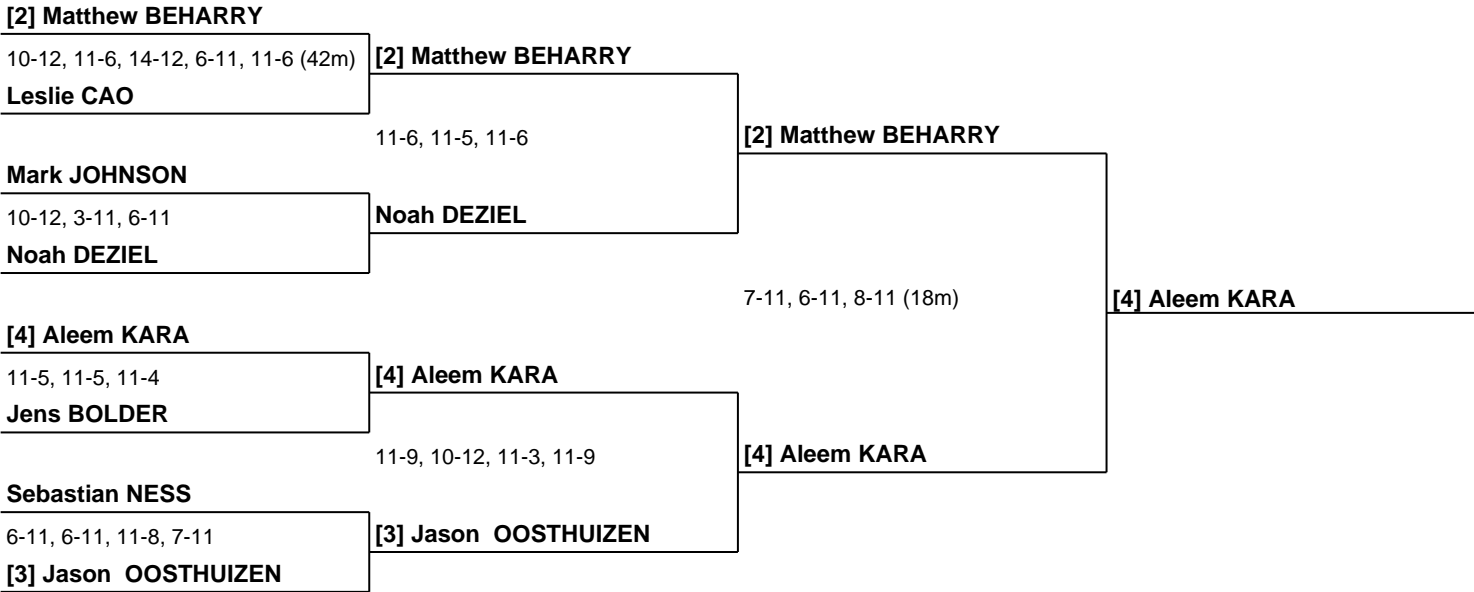 [2] Matthew BEHARRY
10-12, 11-6, 14-12, 6-11, 11-6 (42m)
Leslie CAO
Mark JOHNSON
10-12, 3-11, 6-11
Noah DEZIEL
[4] Aleem KARA
11-5, 11-5, 11-4
Jens BOLDER
Sebastian NESS
6-11, 6-11, 11-8, 7-11
[3] Jason  OOSTHUIZEN
[2] Matthew BEHARRY
11-6, 11-5, 11-6
Noah DEZIEL
[4] Aleem KARA
11-9, 10-12, 11-3, 11-9
[3] Jason  OOSTHUIZEN
[2] Matthew BEHARRY
7-11, 6-11, 8-11 (18m)
[4] Aleem KARA
[4] Aleem KARA